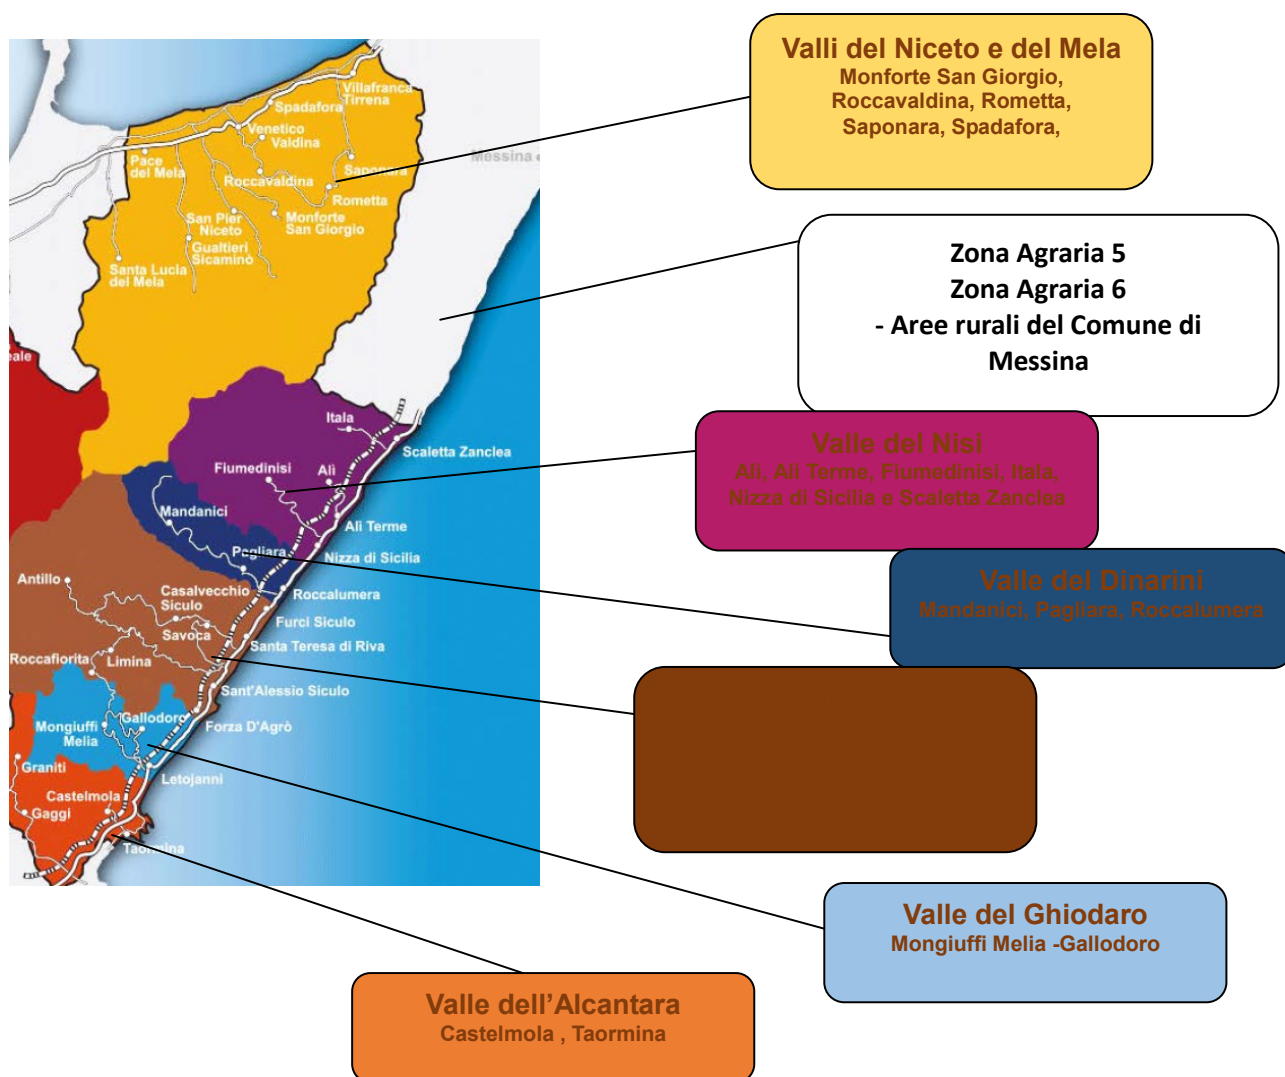 Villafranca
Tirrena
Spadafora
Venetico
Valdina
Pace
del Mela
Roccavaldina
Saponara
Rometta
Messina
San Pier
Niceto
Monforte
San Giorgio
Gualtieri
Sicaminò
Santa Lucia
del Mela
eale
Itala
Scaletta Zanclea
Fiumedinisi
Alì
Mandanici
Alì Terme
Pagliara
Nizza di Sicilia
Antillo
Casalvecchio
Siculo
Roccalumera
Savoca
Furci Siculo
Santa Teresa di Riva
Roccafiorita
Limina
Sant'Alessio Siculo
Gallodoro
Mongiuffi
Melia
Forza D'Agrò
Graniti
Letojanni
Castelmola
Gaggi
Taormina
Valli del Niceto e del Mela
Monforte San Giorgio,
Roccavaldina, Rometta,
Saponara, Spadafora,
Zona Agraria 5
Zona Agraria 6
- Aree rurali del Comune di
Messina
Valle del Nisi
Alì, Alì Terme, Fiumedinisi, Itala,
Nizza di Sicilia e Scaletta Zanclea
Valle del Dinarini
Mandanici, Pagliara, Roccalumera
Valle del Ghiodaro
Mongiuffi Melia -Gallodoro
Valle dell’Alcantara
Castelmola , Taormina